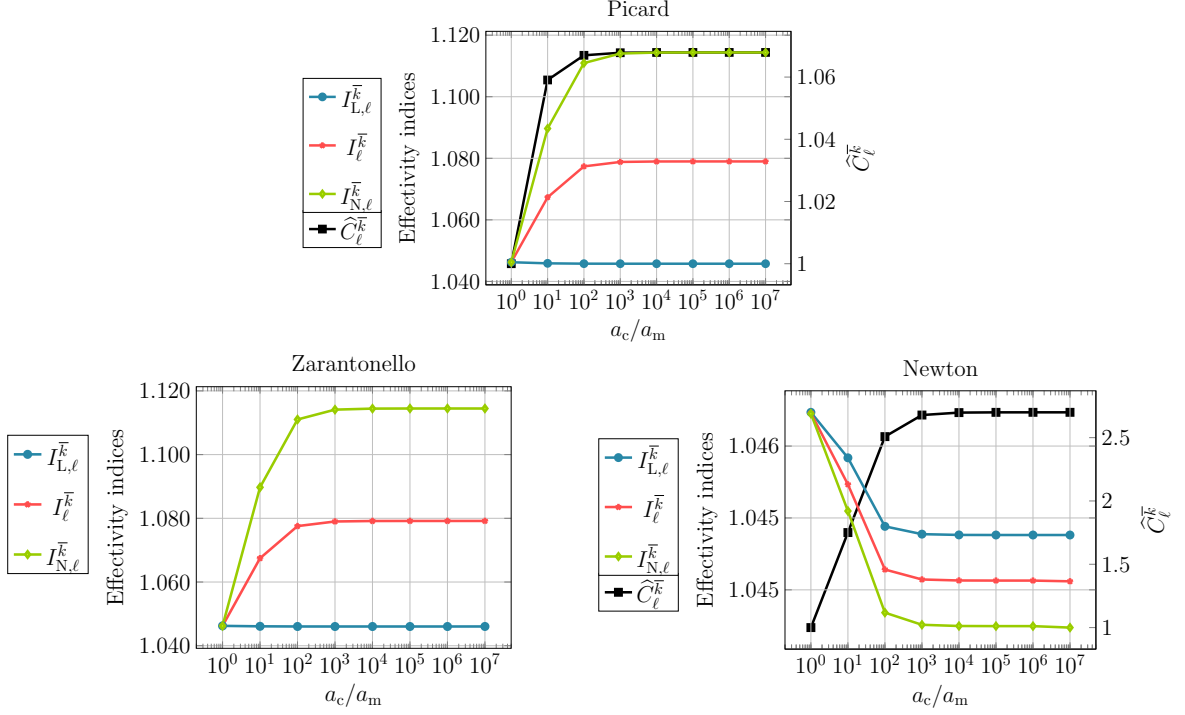 Picard
Effectivity indices
1.120
1.100
1.080
1.060
1.040
1.06
1.04
1.02
1
$\widehat{C}_{\ell}^{\overline{k}}$
$I_{\mathrm{L},\ell}^{\overline{k}}$
$I_{\ell}^{\overline{k}}$
$I_{\mathrm{N},\ell}^{\overline{k}}$
$\widehat{C}_{\ell}^{\overline{k}}$
$10^0$ $10^1$ $10^2$ $10^3$ $10^4$ $10^5$ $10^6$ $10^7$
$a_{\mathrm{c}}/a_{\mathrm{m}}$
Zarantonello
Effectivity indices
1.120
1.100
1.080
1.060
1.040
$I_{\mathrm{L},\ell}^{\overline{k}}$
$I_{\ell}^{\overline{k}}$
$I_{\mathrm{N},\ell}^{\overline{k}}$
$10^0$ $10^1$ $10^2$ $10^3$ $10^4$ $10^5$ $10^6$ $10^7$
$a_{\mathrm{c}}/a_{\mathrm{m}}$
Newton
Effectivity indices
1.046
1.045
1.045
2.5
2
1.5
1
$\widehat{C}_{\ell}^{\overline{k}}$
$I_{\mathrm{L},\ell}^{\overline{k}}$
$I_{\ell}^{\overline{k}}$
$I_{\mathrm{N},\ell}^{\overline{k}}$
$\widehat{C}_{\ell}^{\overline{k}}$
$10^0$ $10^1$ $10^2$ $10^3$ $10^4$ $10^5$ $10^6$ $10^7$
$a_{\mathrm{c}}/a_{\mathrm{m}}$